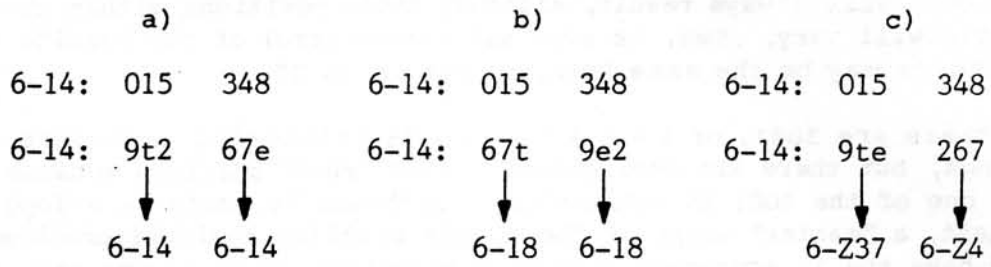 a) b) c)
6-14: 015 348 6-14: 015 348 6-14: 015 348
6-14: 9t2 67e 6-14: 67t 9e2 6-14: 9te 267
6-14 6-14 6-18 6-18 6-Z37 6-Z4